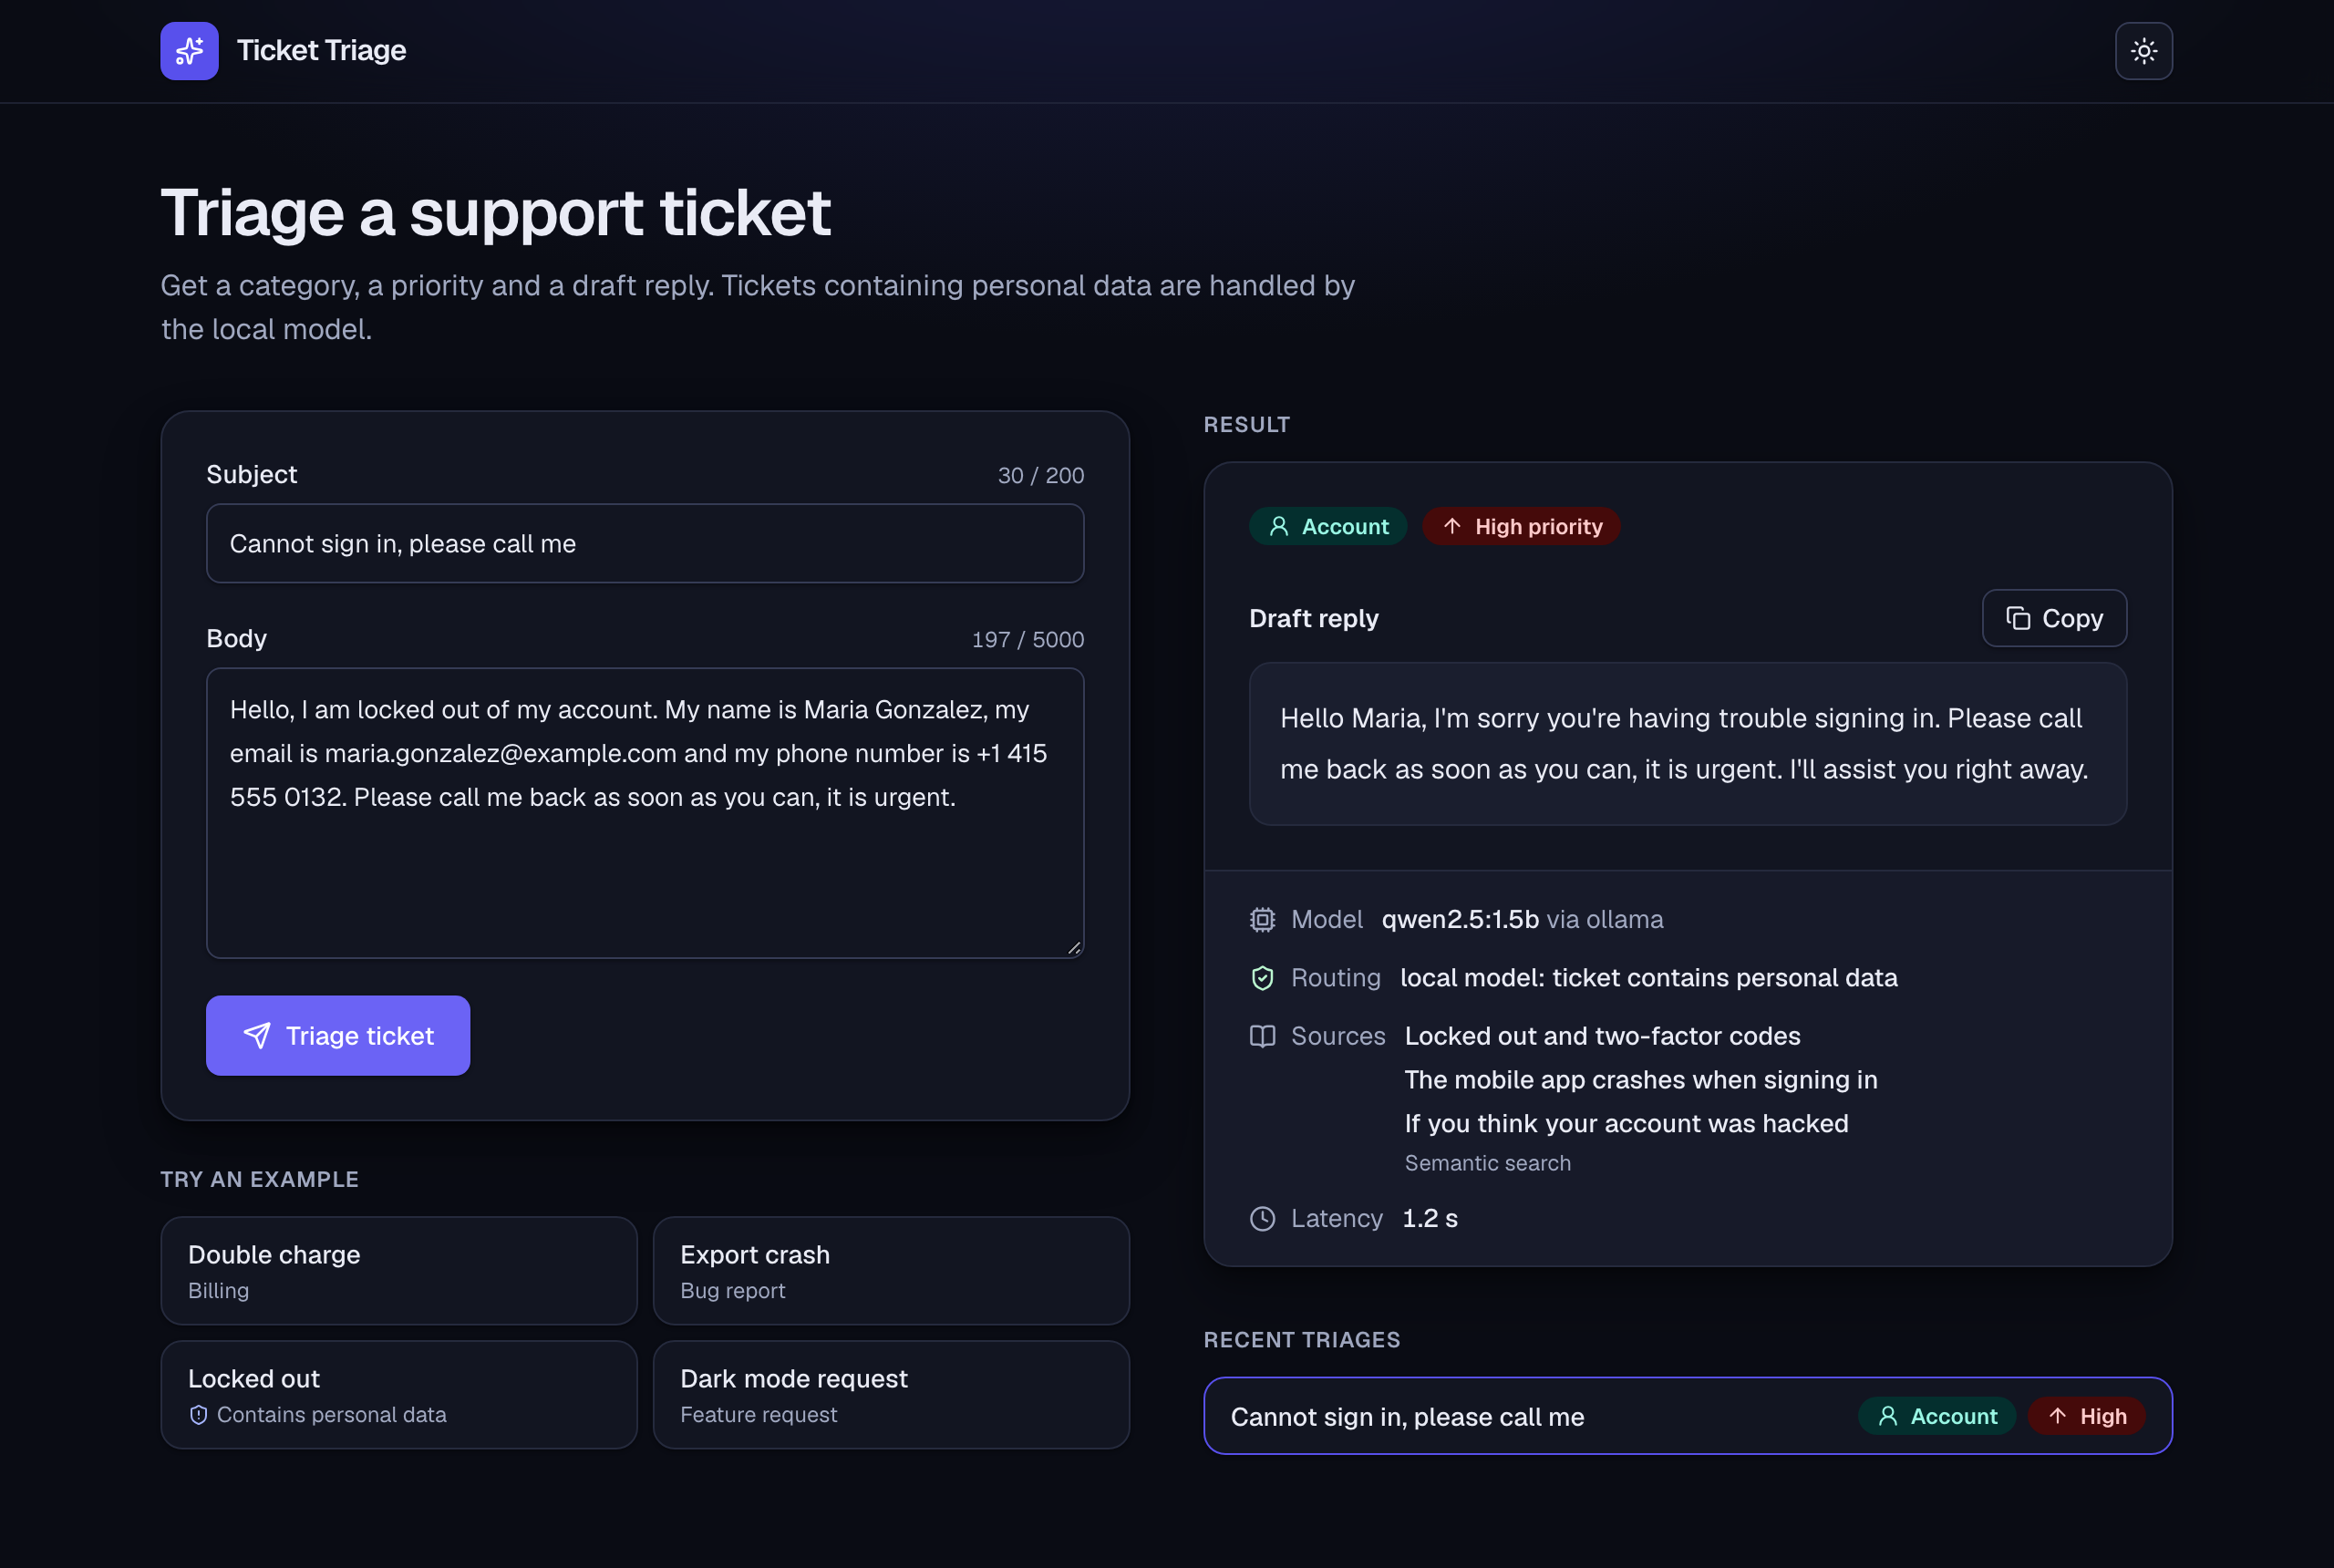 Ticket Triage
Triage a support ticket
Get a category, a priority and a draft reply. Tickets containing personal data are handled by
the local model.
Subject
30 / 200
Cannot sign in, please call me
Body
197 / 5000
Hello, I am locked out of my account. My name is Maria Gonzalez, my
email is maria.gonzalez@example.com and my phone number is +1 415
555 0132. Please call me back as soon as you can, it is urgent.
Triage ticket
TRY AN EXAMPLE
Double charge
Billing
Export crash
Bug report
Locked out
Contains personal data
Dark mode request
Feature request
RESULT
Account
High priority
Draft reply
Copy
Hello Maria, I'm sorry you're having trouble signing in. Please call
me back as soon as you can, it is urgent. I'll assist you right away.
Model qwen2.5:1.5b via ollama
Routing local model: ticket contains personal data
Sources Locked out and two-factor codes
The mobile app crashes when signing in
If you think your account was hacked
Semantic search
Latency 1.2 s
RECENT TRIAGES
Cannot sign in, please call me
Account
High